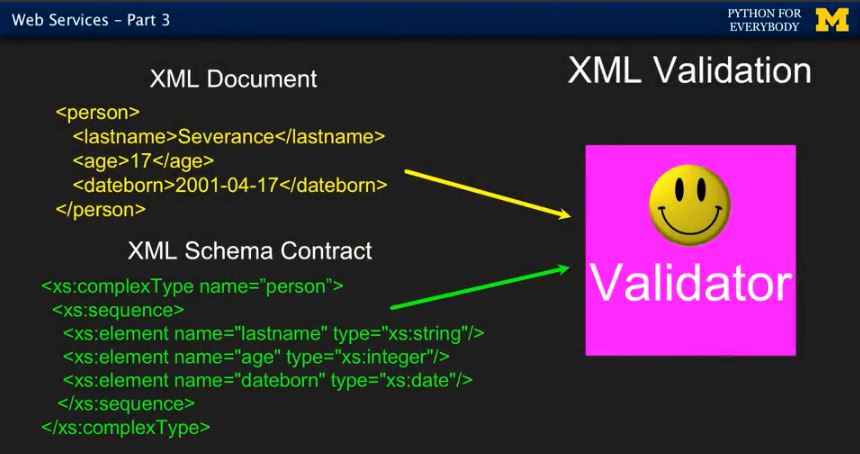 Web Services – Part 3
PYTHON FOR
EVERYBODY
M
XML Document
<person>
<lastname>Severance</lastname>
<age>17</age>
<dateborn>2001-04-17</dateborn>
</person>
XML Schema Contract
<xs:complexType name=”person”>
<xs:sequence>
<xs:element name="lastname" type="xs:string"/>
<xs:element name="age" type="xs:integer"/>
<xs:element name="dateborn" type="xs:date"/>
</xs:sequence>
</xs:complexType>
XML Validation
Validator